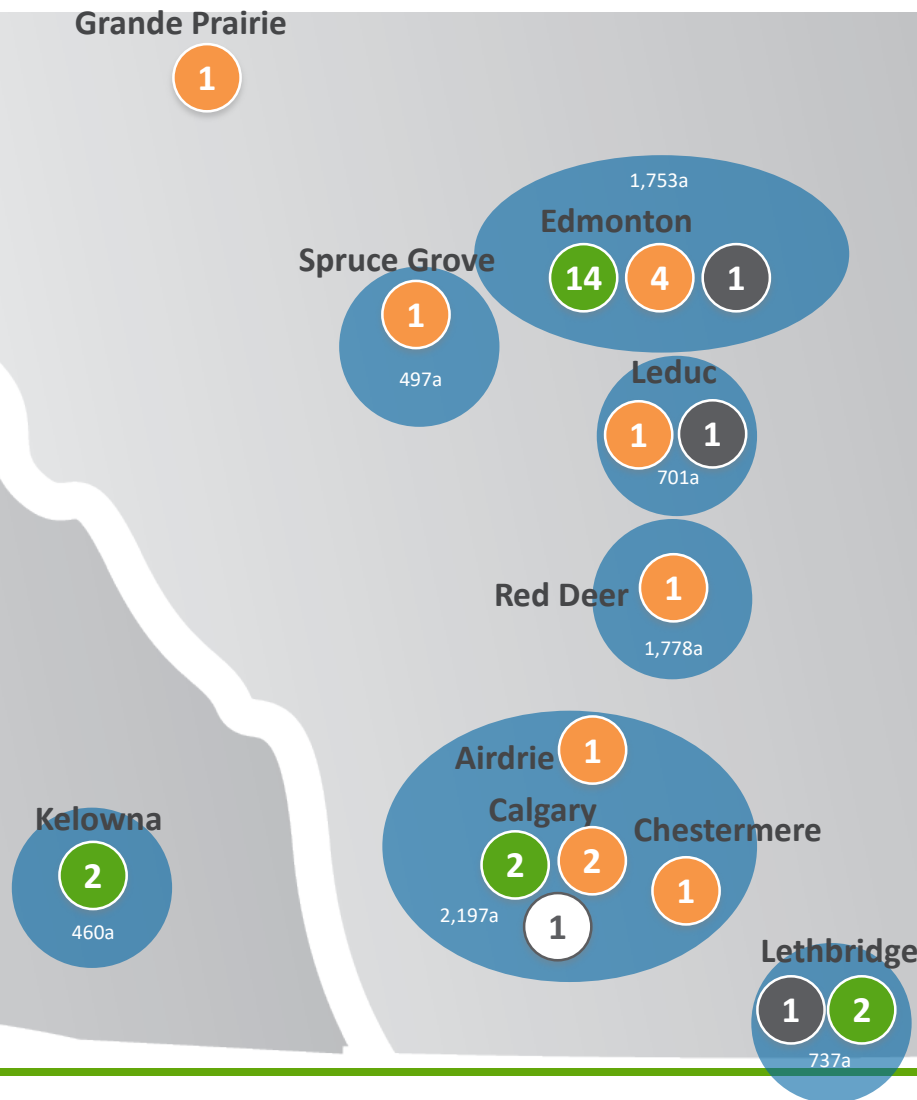 Grande Prairie
1
1,753a
Edmonton
14 4 1
Spruce Grove
1
497a
Leduc
1 1
701a
Red Deer 1
1,778a
Airdrie 1
Calgary
2 2
Chestermere
1
2,197a
1
Kelowna
2
460a
Lethbridge
1 2
737a